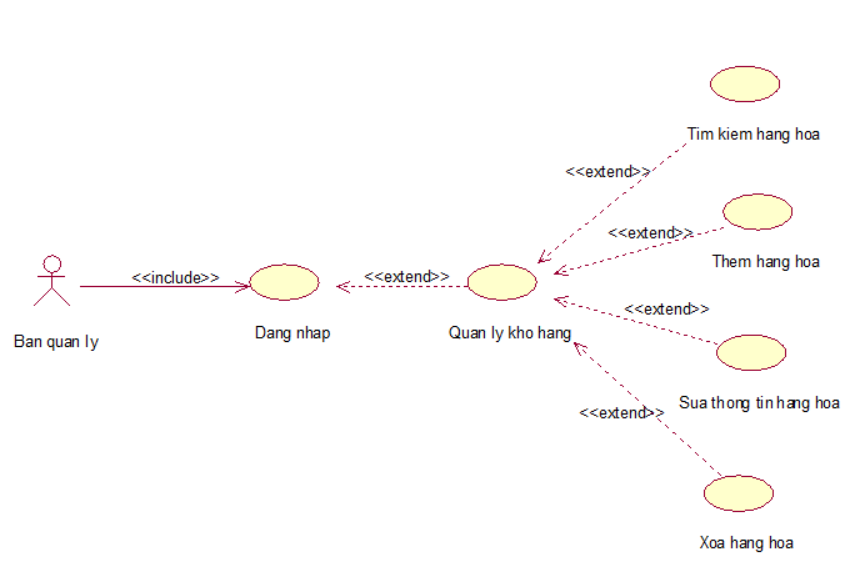 Tim kiem hang hoa
<<extend>>
<<extend>>
Them hang hoa
<<include>>
<<extend>>
Ban quan ly
Dang nhap
Quan ly kho hang
<<extend>>
Sua thong tin hang hoa
<<extend>>
Xoa hang hoa